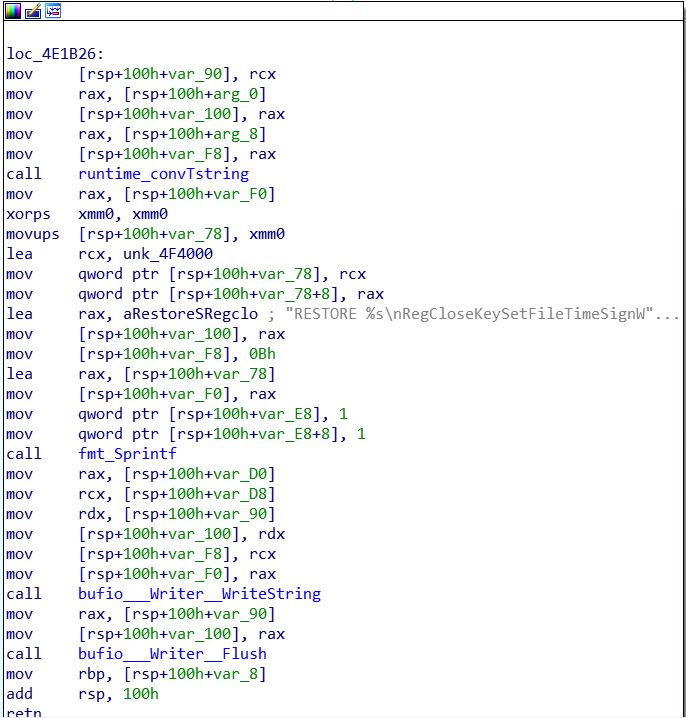 loc_4E1B26:
mov [rsp+100h+var_90], rcx
mov rax, [rsp+100h+arg_0]
mov [rsp+100h+var_100], rax
mov rax, [rsp+100h+arg_8]
mov [rsp+100h+var_F8], rax
call runtime_convTstring
mov rax, [rsp+100h+var_F0]
xorps xmm0, xmm0
movups [rsp+100h+var_78], xmm0
lea rcx, unk_4F4000
mov qword ptr [rsp+100h+var_78], rcx
mov qword ptr [rsp+100h+var_78+8], rax
lea rax, aRestoreSRegclo ; "RESTORE %s\nRegCloseKeySetFileTimeSignW"...
mov [rsp+100h+var_100], rax
mov [rsp+100h+var_F8], 0Bh
lea rax, [rsp+100h+var_78]
mov [rsp+100h+var_F0], rax
mov qword ptr [rsp+100h+var_E8], 1
mov qword ptr [rsp+100h+var_E8+8], 1
call fmt_Sprintf
mov rax, [rsp+100h+var_D0]
mov rcx, [rsp+100h+var_D8]
mov rdx, [rsp+100h+var_90]
mov [rsp+100h+var_100], rdx
mov [rsp+100h+var_F8], rcx
mov [rsp+100h+var_F0], rax
call bufio___Writer__WriteString
mov rax, [rsp+100h+var_90]
mov [rsp+100h+var_100], rax
call bufio___Writer__Flush
mov rbp, [rsp+100h+var_8]
add rsp, 100h
retn